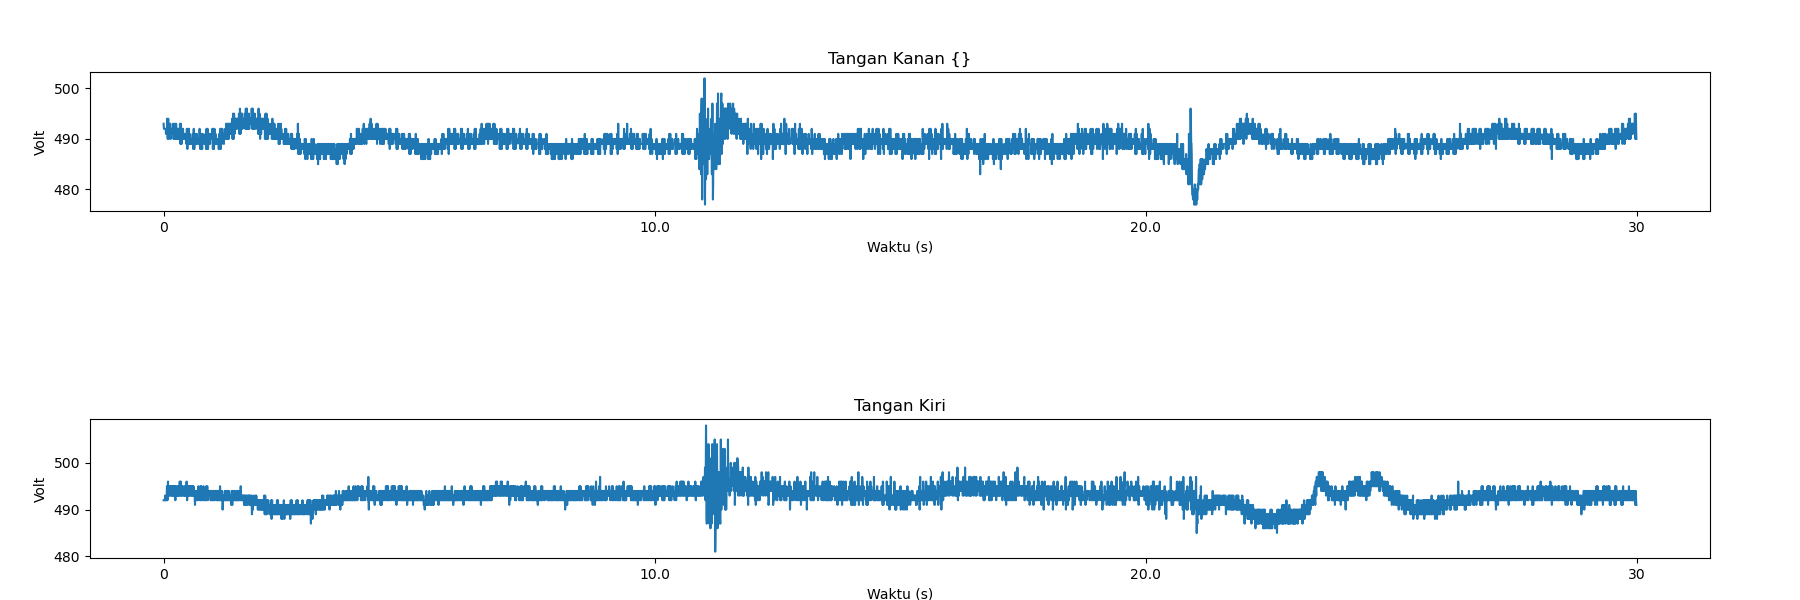 Tangan Kanan {}
500
490
480
Volt
0 10.0 20.0 30
Waktu (s)
Tangan Kiri
500
490
480
Volt
0 10.0 20.0 30
Waktu (s)